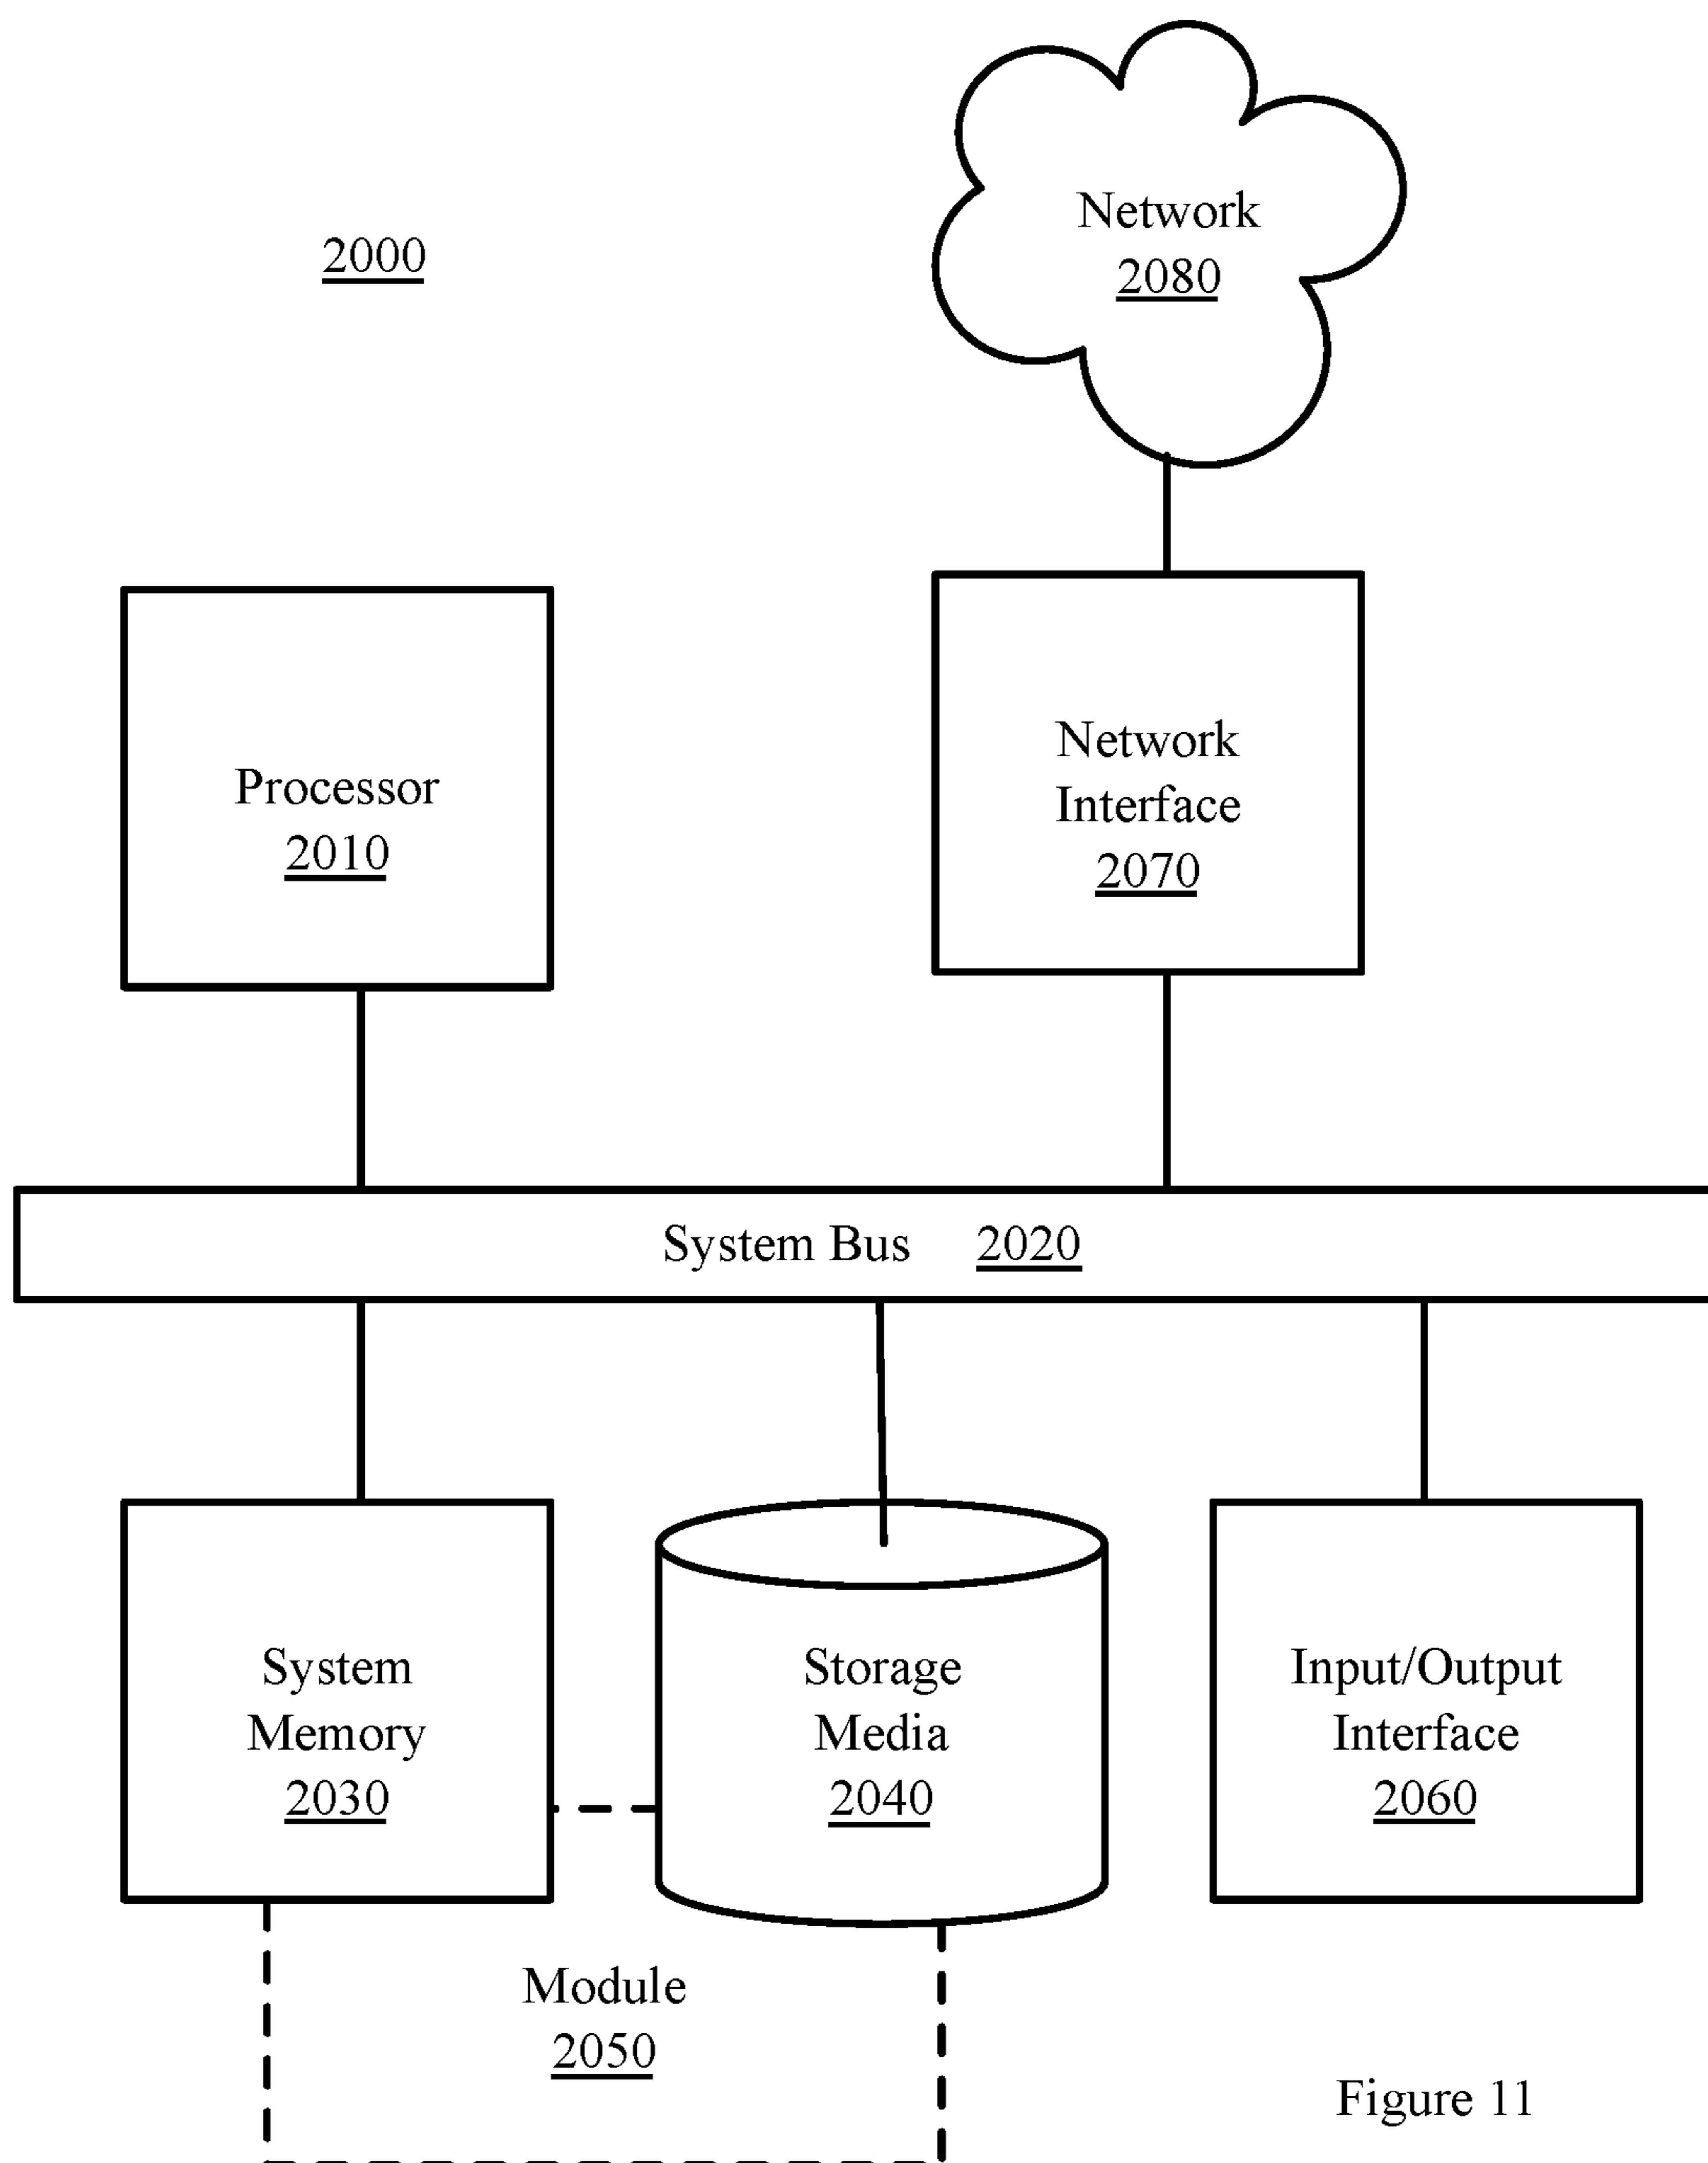 Network
2080
2000
Processor
2010
Network
Interface
2070
System Bus 2020
System
Memory
2030
Storage
Media
2040
Input/Output
Interface
2060
Module
2050
Figure 11